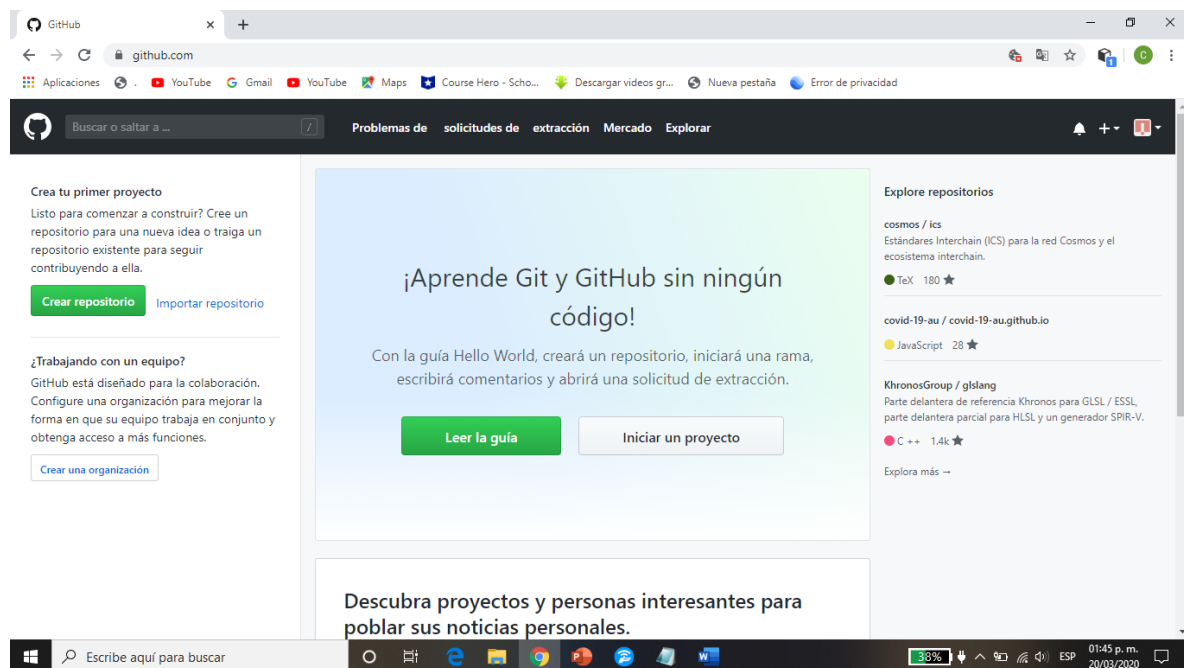 GitHub
github.com
Aplicaciones . YouTube Gmail YouTube Maps Course Hero - Scho... Descargar videos gr... Nueva pestaña Error de privacidad
Buscar o saltar a ... / Problemas de solicitudes de extracción Mercado Explorar
Crea tu primer proyecto
Listo para comenzar a construir? Cree un
repositorio para una nueva idea o traiga un
repositorio existente para seguir
contribuyendo a ella.
Crear repositorio Importar repositorio
¿Trabajando con un equipo?
GitHub está diseñado para la colaboración.
Configure una organización para mejorar la
forma en que su equipo trabaja en conjunto y
obtenga acceso a más funciones.
Crear una organización
¡Aprende Git y GitHub sin ningún
código!
Con la guía Hello World, creará un repositorio, iniciará una rama,
escribirá comentarios y abrirá una solicitud de extracción.
Leer la guía Iniciar un proyecto
Descubra proyectos y personas interesantes para
poblar sus noticias personales.
Explore repositorios
cosmos / ics
Estándares Interchain (ICS) para la red Cosmos y el
ecosistema interchain.
TeX 180
covid-19-au / covid-19-au.github.io
JavaScript 28
KhronosGroup / glslang
Parte delantera de referencia Khronos para GLSL / ESSL,
parte delantera parcial para HLSL y un generador SPIR-V.
C ++ 1.4k
Explora más →
Escribe aquí para buscar
38% ESP 01:45 p. m.
20/03/2020